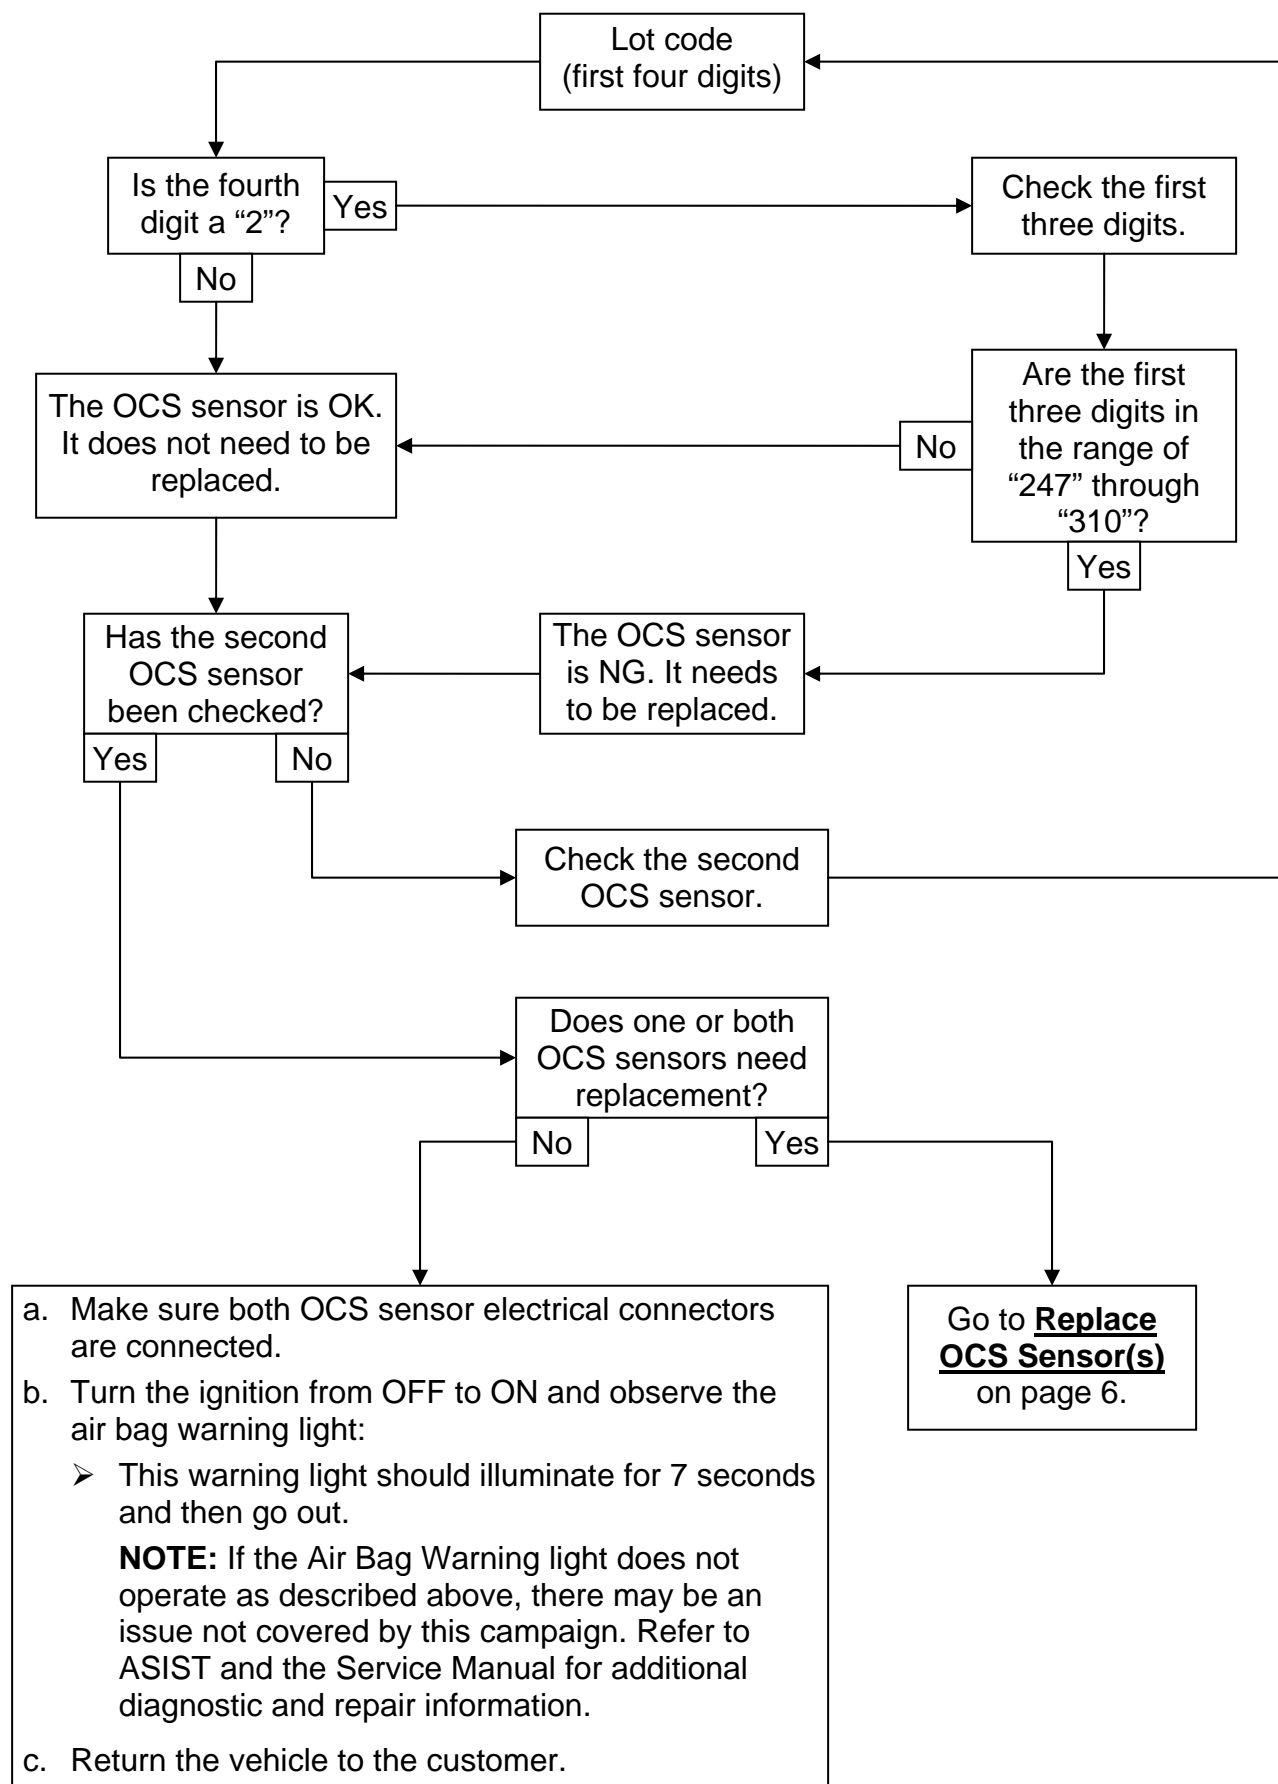 Lot code
(first four digits)
Is the fourth
digit a “2”?
Yes
No
Check the first
three digits.
Are the first
three digits in
the range of
“247” through
“310”?
No
Yes
The OCS sensor is OK.
It does not need to be
replaced.
The OCS sensor
is NG. It needs
to be replaced.
Has the second
OCS sensor
been checked?
Yes
No
Check the second
OCS sensor.
Does one or both
OCS sensors need
replacement?
No
Yes
a. Make sure both OCS sensor electrical connectors
are connected.
b. Turn the ignition from OFF to ON and observe the
air bag warning light:
➢ This warning light should illuminate for 7 seconds
and then go out.
NOTE: If the Air Bag Warning light does not
operate as described above, there may be an
issue not covered by this campaign. Refer to
ASIST and the Service Manual for additional
diagnostic and repair information.
c. Return the vehicle to the customer.
Go to Replace
OCS Sensor(s)
on page 6.